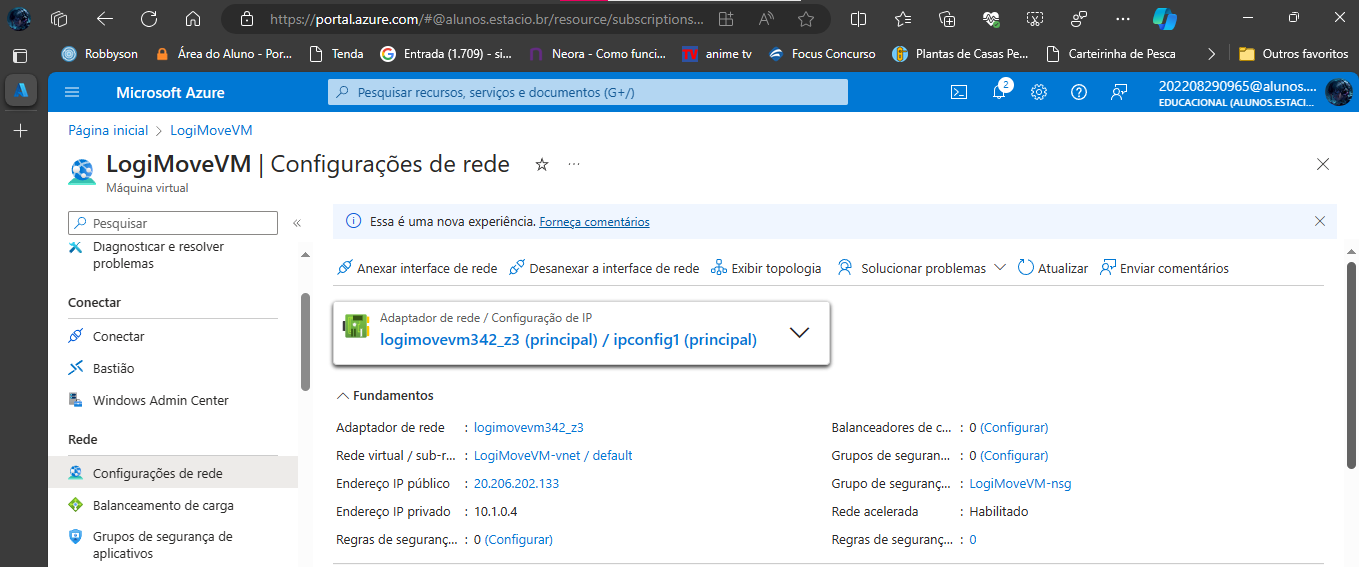 https://portal.azure.com/#@alunos.estacio.br/resource/subscriptions...
Robbyson Área do Aluno - Por... Tenda Entrada (1.709) - si... Neora - Como funci... anime tv Focus Concurso Plantas de Casas Pe... Carteirinha de Pesca Outros favoritos
Microsoft Azure
Pesquisar recursos, serviços e documentos (G+/)
2
202208290965@alunos....
EDUCACIONAL (ALUNOS.ESTACI...
Página inicial > LogiMoveVM
LogiMoveVM | Configurações de rede
Máquina virtual
Pesquisar
Diagnosticar e resolver
problemas
Conectar
Conectar
Bastião
Windows Admin Center
Rede
Configurações de rede
Balanceamento de carga
Grupos de segurança de
aplicativos
Essa é uma nova experiência. Forneça comentários
Anexar interface de rede Desanexar a interface de rede Exibir topologia Solucionar problemas Atualizar Enviar comentários
Adaptador de rede / Configuração de IP
logimovevm342_z3 (principal) / ipconfig1 (principal)
Fundamentos
Adaptador de rede : logimovevm342_z3
Rede virtual / sub-r... : LogiMoveVM-vnet / default
Endereço IP público : 20.206.202.133
Endereço IP privado : 10.1.0.4
Regras de seguranç... : 0 (Configurar)
Balanceadores de c... : 0 (Configurar)
Grupos de seguran... : 0 (Configurar)
Grupo de seguranç... : LogiMoveVM-nsg
Rede acelerada : Habilitado
Regras de seguranç... : 0